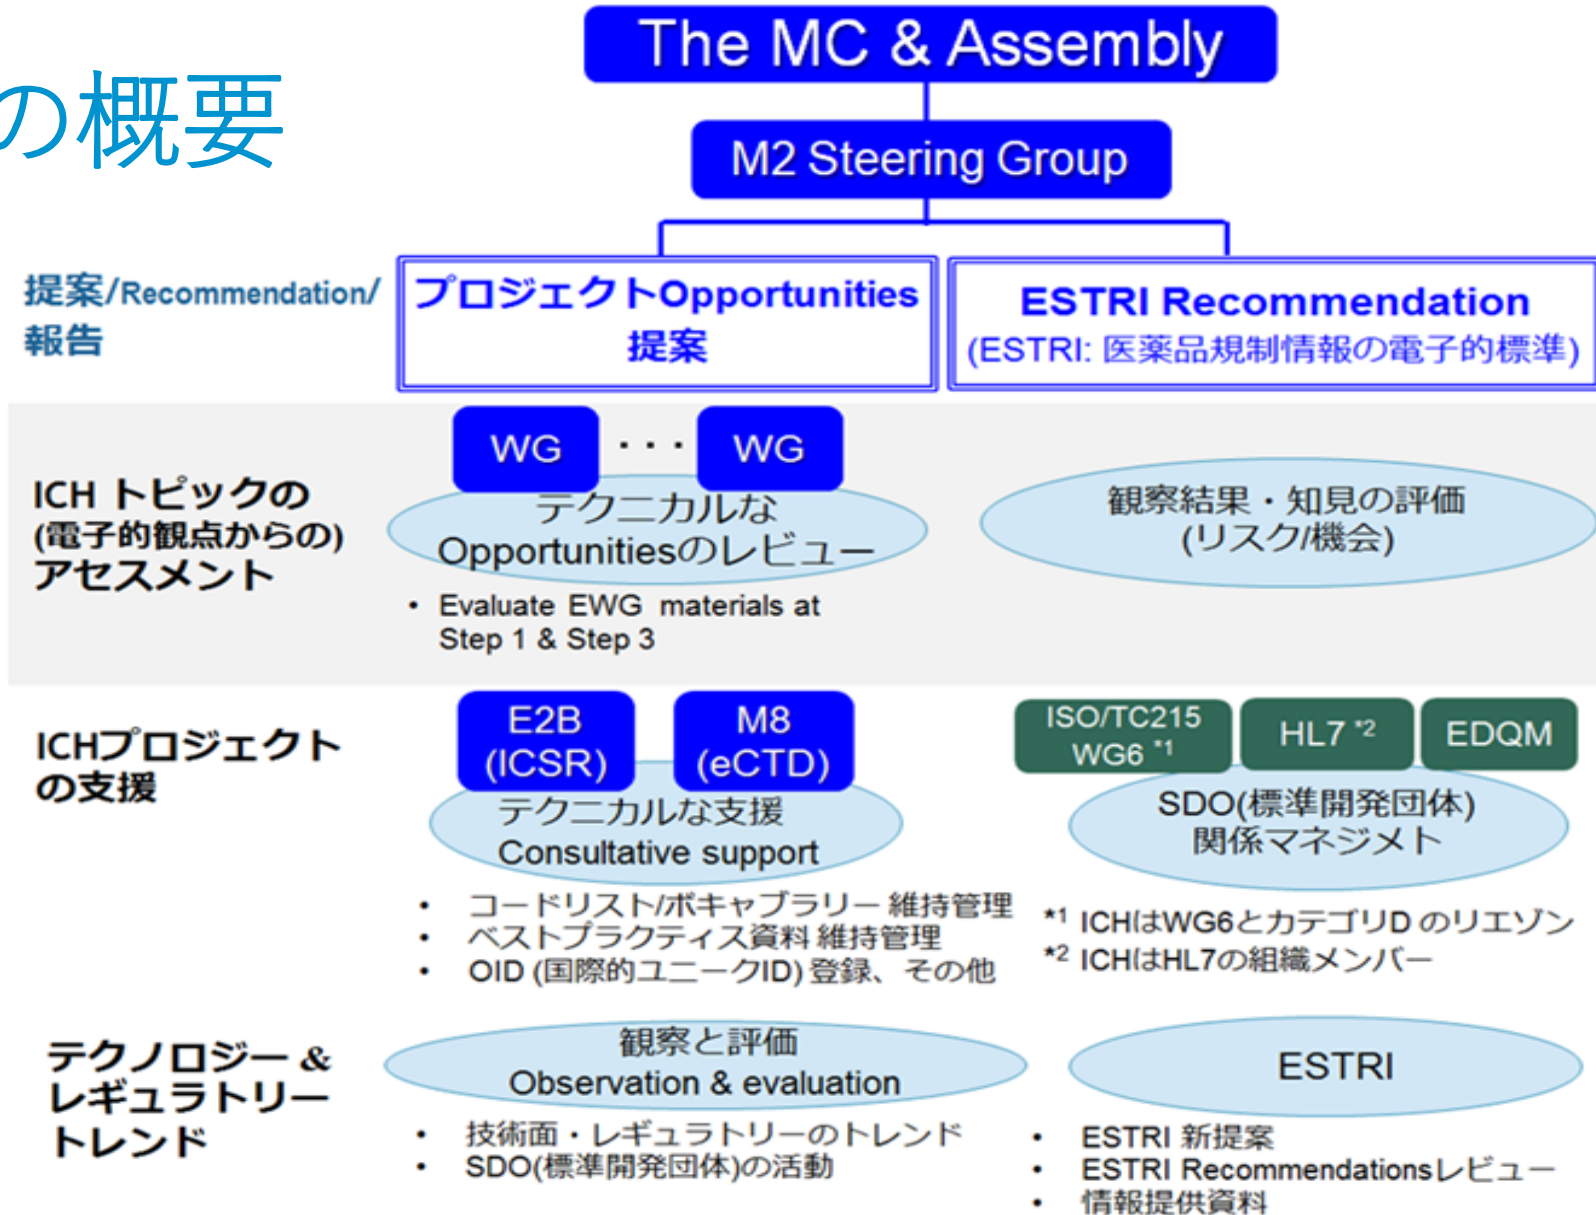 の概要
The MC & Assembly
M2 Steering Group
提案/Recommendation/
報告
プロジェクトOpportunities
提案
ESTRI Recommendation
(ESTRI: 医薬品規制情報の電子的標準)
ICH トピックの
(電子的観点からの)
アセスメント
WG ・・・ WG
テクニカルな
Opportunitiesのレビュー
• Evaluate EWG materials at
Step 1 & Step 3
観察結果・知見の評価
(リスク/機会)
ICHプロジェクト
の支援
E2B
(ICSR)
M8
(eCTD)
テクニカルな支援
Consultative support
• コードリスト/ボキャブラリー 維持管理
• ベストプラクティス資料 維持管理
• OID (国際的ユニークID) 登録、その他
ISO/TC215
WG6 *1
HL7 *2
EDQM
SDO(標準開発団体)
関係マネジメト
*1 ICHはWG6とカテゴリD のリエゾン
*2 ICHはHL7の組織メンバー
テクノロジー &
レギュラトリー
トレンド
観察と評価
Observation & evaluation
• 技術面・レギュラトリーのトレンド
• SDO(標準開発団体)の活動
ESTRI
• ESTRI 新提案
• ESTRI Recommendationsレビュー
• 情報提供資料